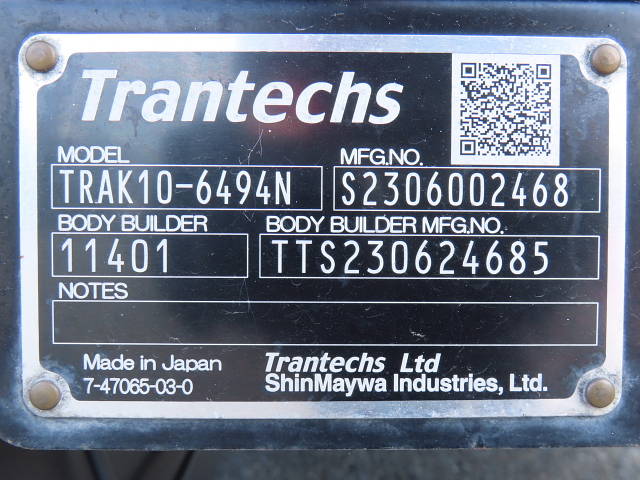 Trantechs
MODEL MFG.NO.
TRAK10-6494N S2306002468
BODY BUILDER BODY BUILDER MFG.NO.
11401 TTS230624685
NOTES
Made in Japan Trantechs Ltd
7-47065-03-0 ShinMaywa Industries, Ltd.